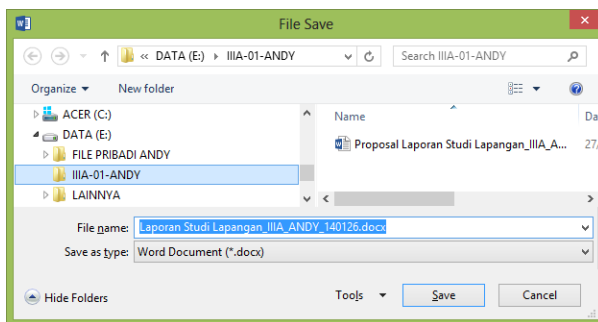 File Save
« DATA (E:) ▸ IIIA-01-ANDY
Search IIIA-01-ANDY
Organize
New folder
ACER (C:)
DATA (E:)
FILE PRIBADI ANDY
IIIA-01-ANDY
LAINNYA
Name
Da
Proposal Laporan Studi Lapangan_IIIA_A...
27/
File name: Laporan Studi Lapangan_IIIA_ANDY_140126.docx
Save as type: Word Document (*.docx)
Hide Folders
Tools
Save
Cancel